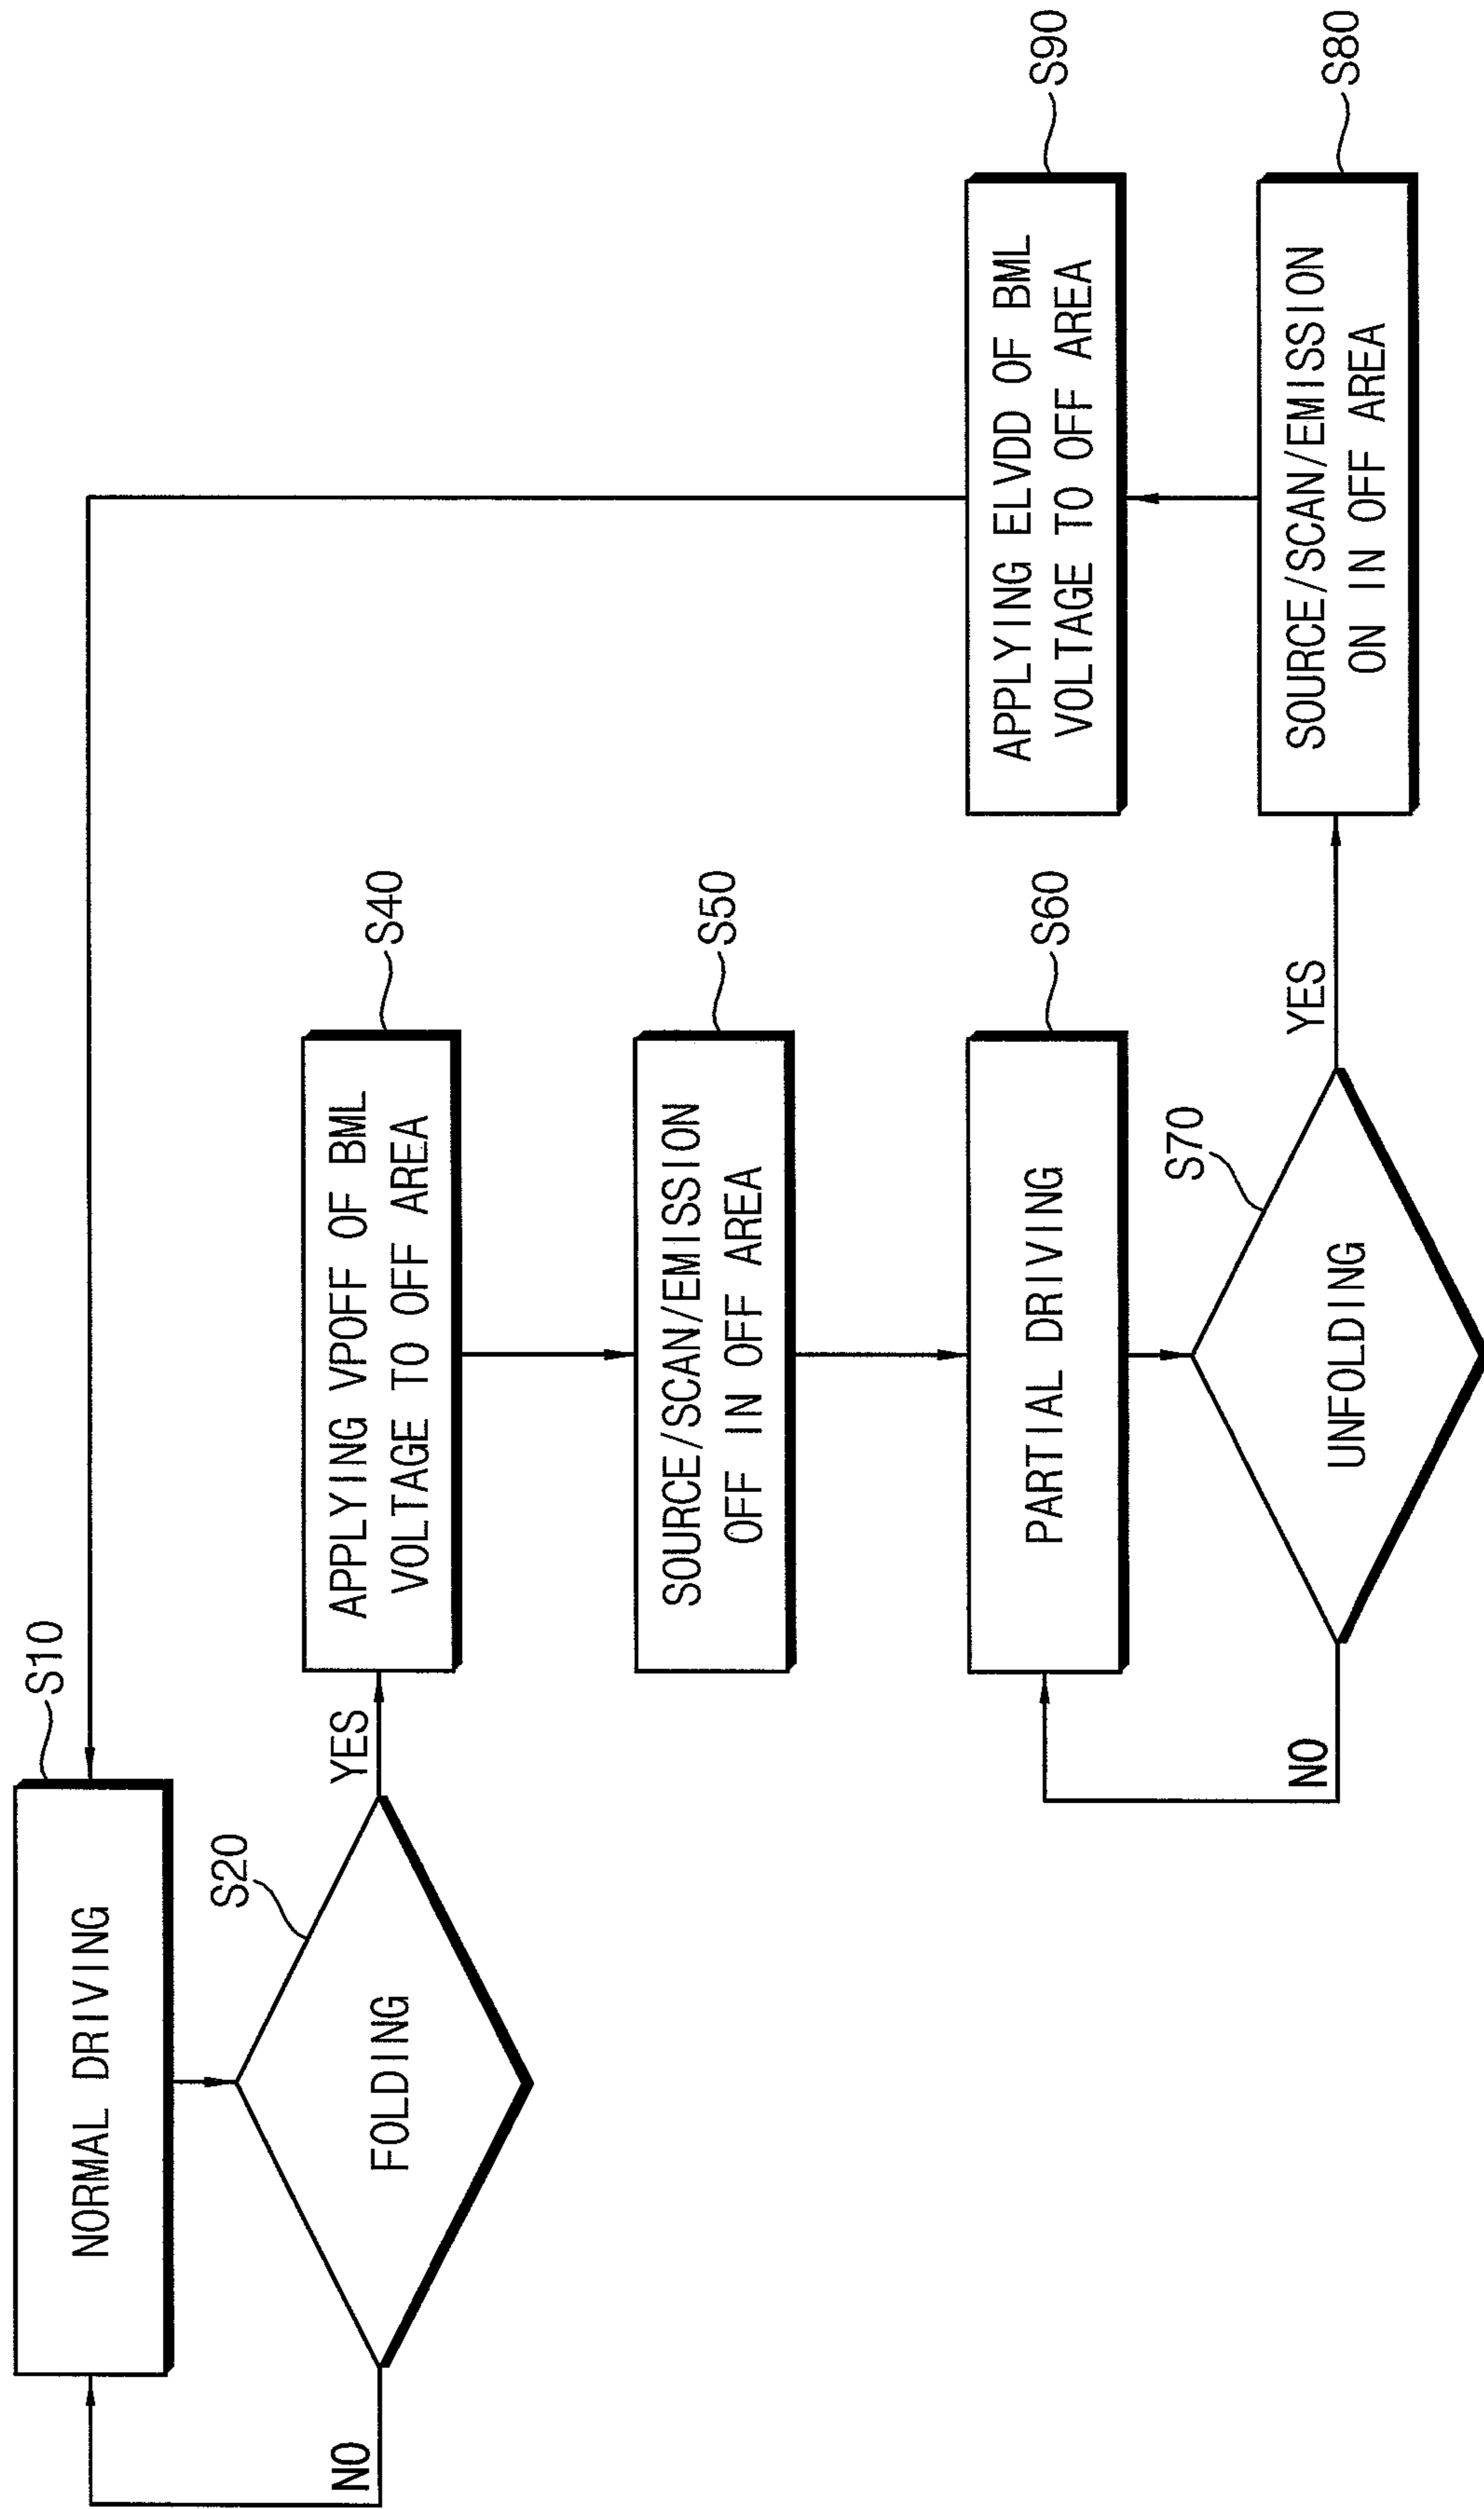 S10
NORMAL DRIVING
S20
FOLDING
NO
YES
S40
APPLYING VPOFF OF BML
VOLTAGE TO OFF AREA
S50
SOURCE/SCAN/EMISSION
OFF IN OFF AREA
S60
PARTIAL DRIVING
S70
UNFOLDING
NO
YES
S80
SOURCE/SCAN/EMISSION
ON IN OFF AREA
S90
APPLYING ELVDD OF BML
VOLTAGE TO OFF AREA